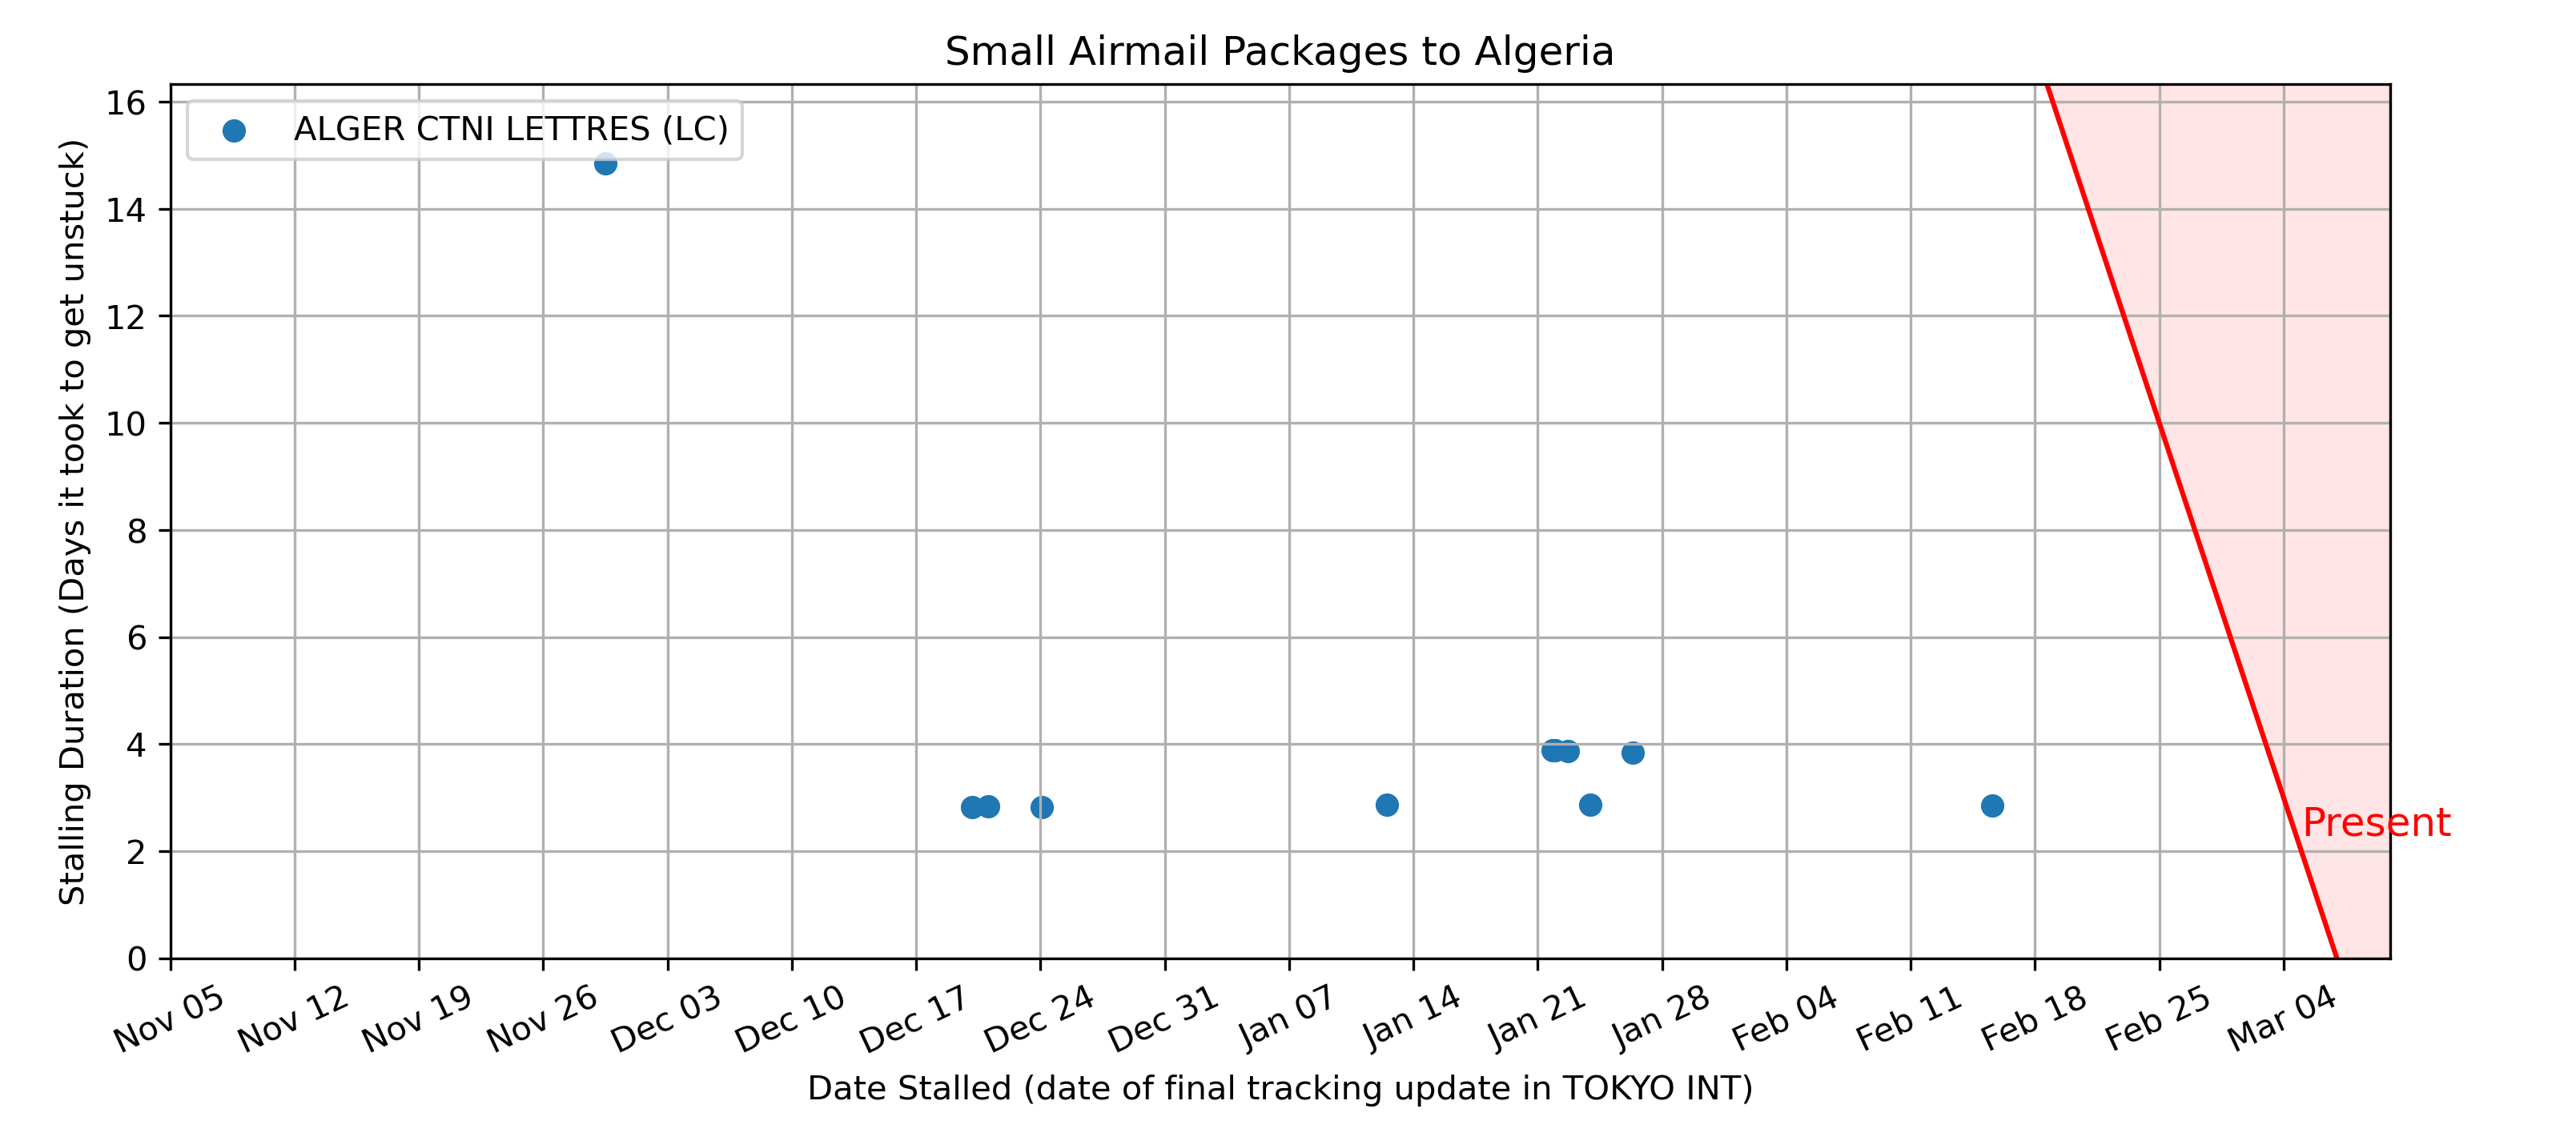 Small Airmail Packages to Algeria
ALGER CTNI LETTRES (LC)
Stalling Duration (Days it took to get unstuck)
16
14
12
10
8
6
4
2
0
Present
Nov 05
Nov 12
Nov 19
Nov 26
Dec 03
Dec 10
Dec 17
Dec 24
Dec 31
Jan 07
Jan 14
Jan 21
Jan 28
Feb 04
Feb 11
Feb 18
Feb 25
Mar 04
Date Stalled (date of final tracking update in TOKYO INT)